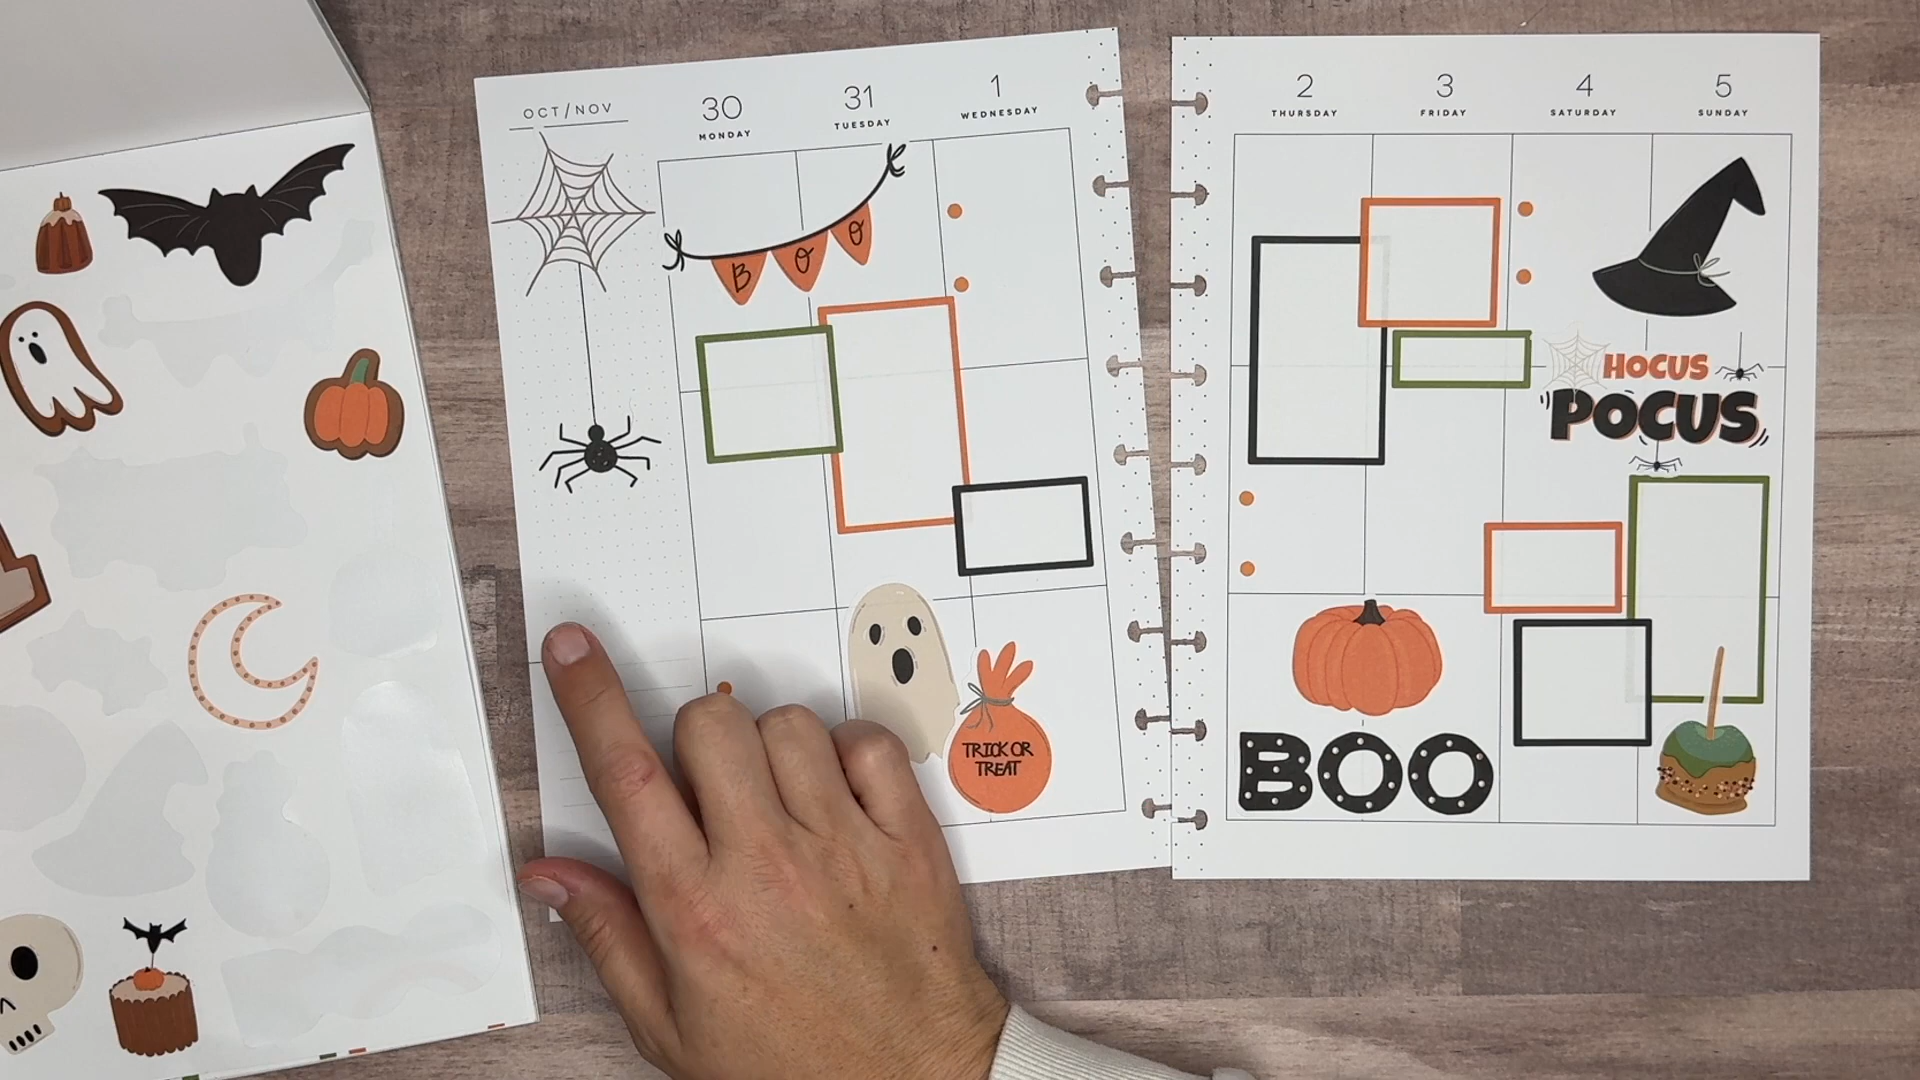 OCT/NOV
30
MONDAY
31
TUESDAY
1
WEDNESDAY
2
THURSDAY
3
FRIDAY
4
SATURDAY
5
SUNDAY
BOO
HOCUS
POCUS
TRICK OR
TREAT
BOO